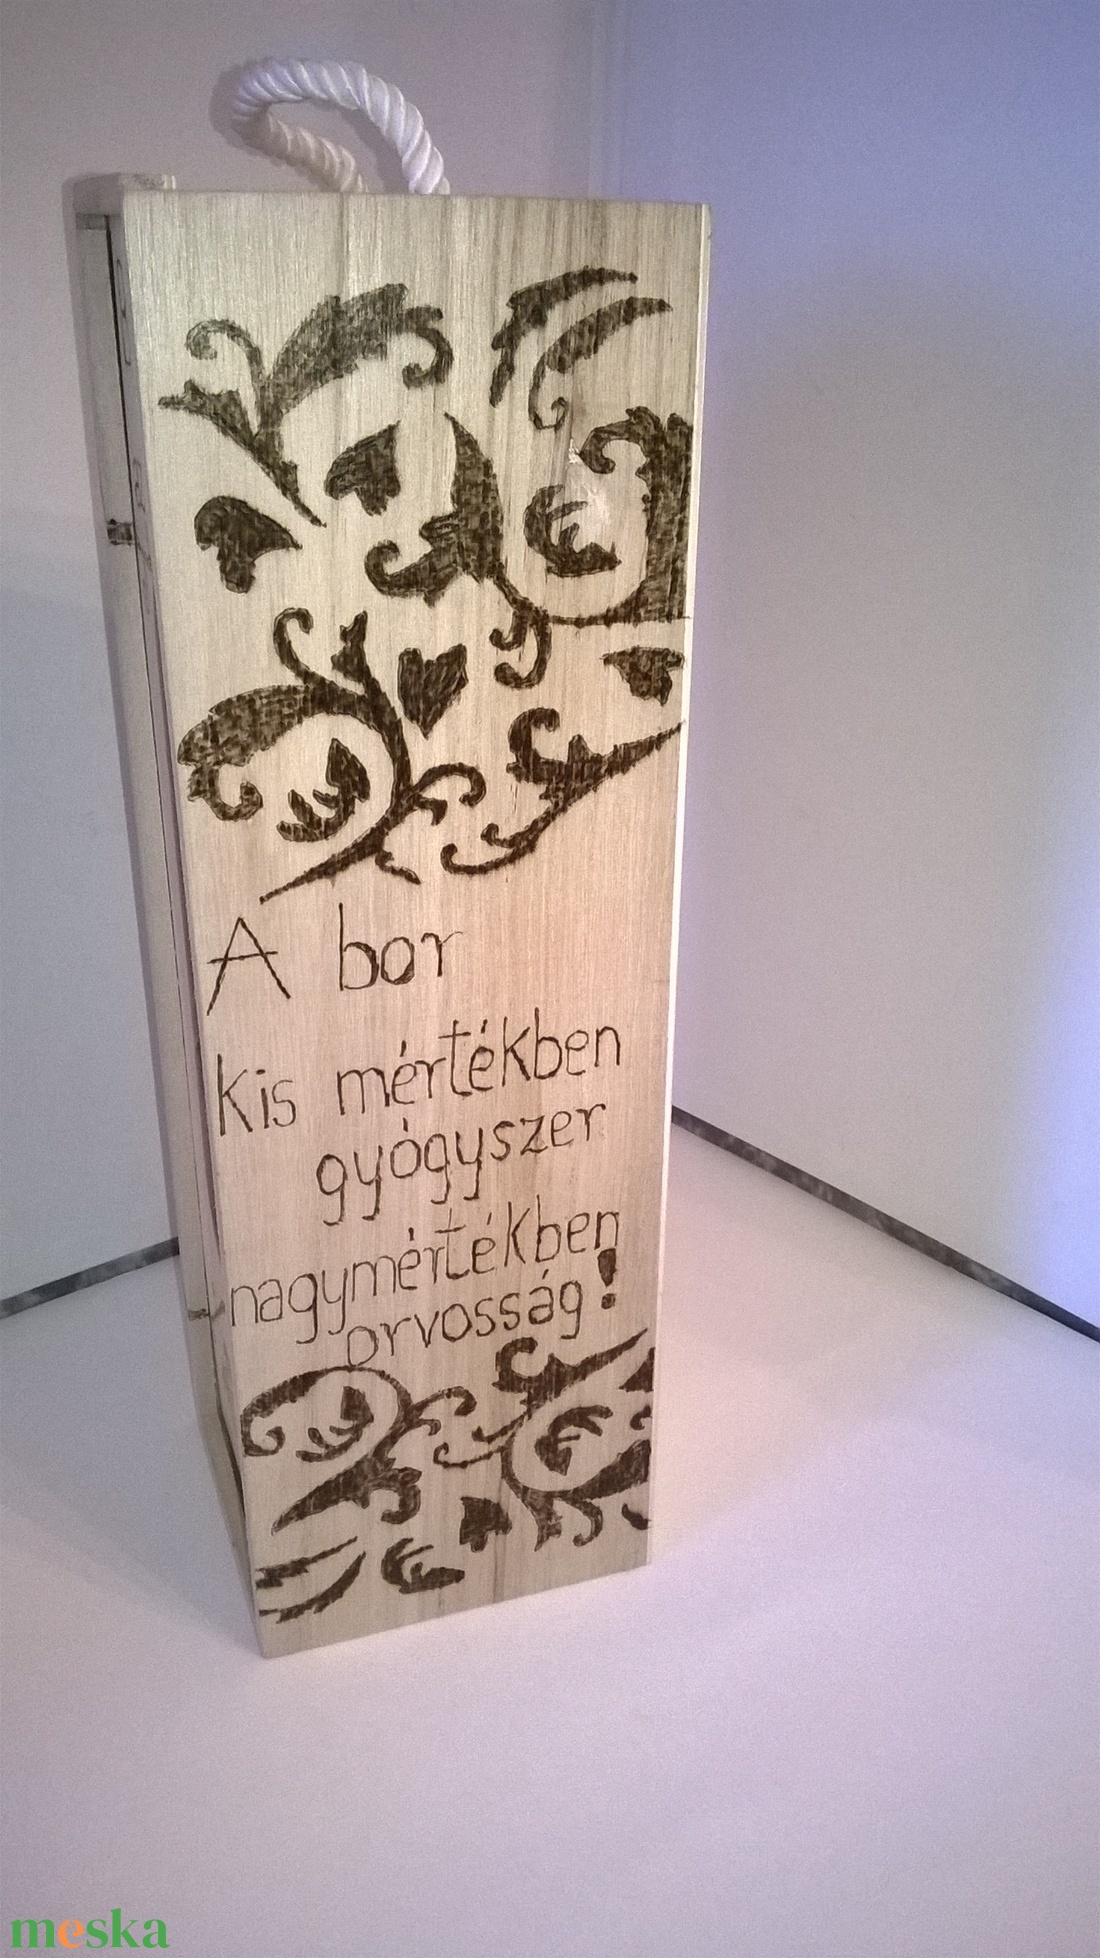 A bor
Kis mértékben
gyógyszer
nagymértékben
orvosság!
meska